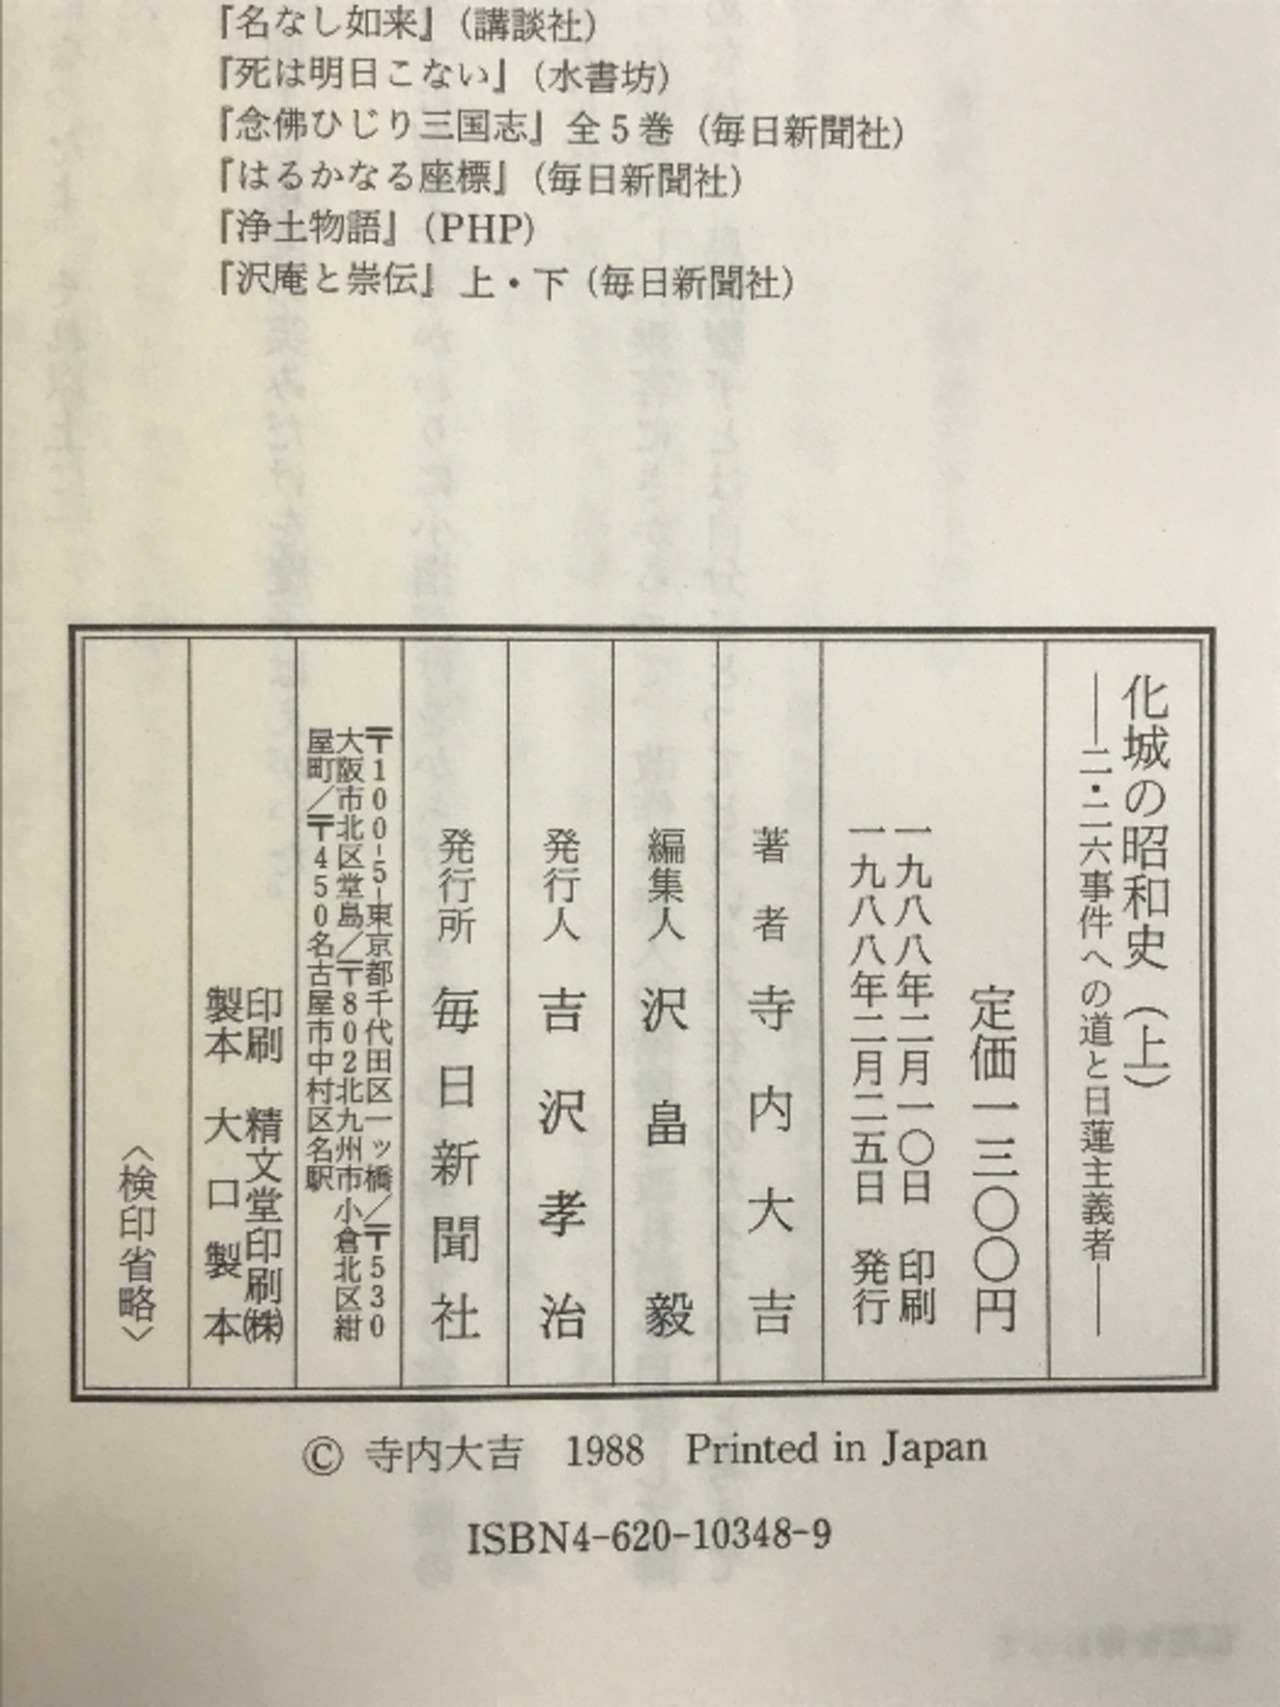 『名なし如来』（講談社）
『死は明日こない』（水書坊）
『念佛ひじり三国志』全5巻（毎日新聞社）
『はるかなる座標』（毎日新聞社）
『浄土物語』（PHP）
『沢庵と崇伝』上・下（毎日新聞社）
化城の昭和史（上）
――二・二六事件への道と日蓮主義者――
定価一三〇〇円
一九八八年二月一〇日　印刷
一九八八年二月二五日　発行
著者　寺内大吉
編集人　沢畠毅
発行人　吉沢孝治
発行所　毎日新聞社
〒100-5-東京都千代田区一ッ橋／〒530
大阪市北区堂島／〒802北九州市小倉北区紺
屋町／〒450名古屋市中村区名駅
印刷　精文堂印刷㈱
製本　大口製本
〈検印省略〉
© 寺内大吉　1988　Printed in Japan
ISBN4-620-10348-9